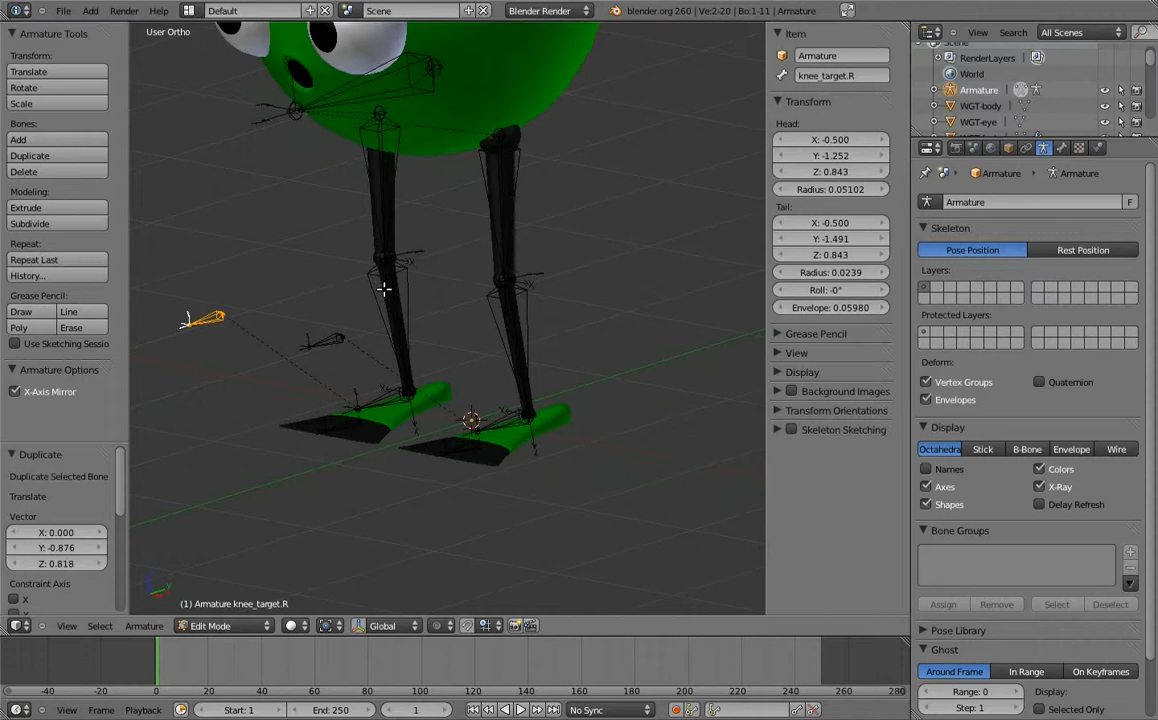 File Add Render Help Default Scene Blender Render blender.org 260 | Ve:2-20 | Bo:1-11 | Armature
Armature Tools
Transform:
Translate
Rotate
Scale
Bones:
Add
Duplicate
Delete
Modeling:
Extrude
Subdivide
Repeat:
Repeat Last
History...
Grease Pencil:
Draw Line
Poly Erase
Use Sketching Sessio
Armature Options
X-Axis Mirror
Duplicate
Duplicate Selected Bone
Translate
Vector
X: 0.000
Y: -0.876
Z: 0.818
Constraint Axis
X
User Ortho
(1) Armature knee_target.R
Item
Armature
knee_target.R
Transform
Head:
X: -0.500
Y: -1.252
Z: 0.843
Radius: 0.05102
Tail:
X: -0.500
Y: -1.491
Z: 0.843
Radius: 0.0239
Roll: -0°
Envelope: 0.05980
Grease Pencil
View
Display
Background Images
Transform Orientations
Skeleton Sketching
View Search All Scenes
RenderLayers
World
Armature
WGT-body
WGT-eye
Armature Armature
Armature F
Skeleton
Pose Position Rest Position
Layers:
Protected Layers:
Deform:
Vertex Groups Quaternion
Envelopes
Display
Octahedra Stick B-Bone Envelope Wire
Names Colors
Axes X-Ray
Shapes Delay Refresh
Bone Groups
Assign Remove Select Deselect
Pose Library
Ghost
Around Frame In Range On Keyframes
Range: 0 Display:
Step: 1 Selected Only
View Select Armature Edit Mode Global
-40 -20 0 20 40 60 80 100 120 140 160 180 200 220 240 260 280
View Frame Playback Start: 1 End: 250 1 No Sync